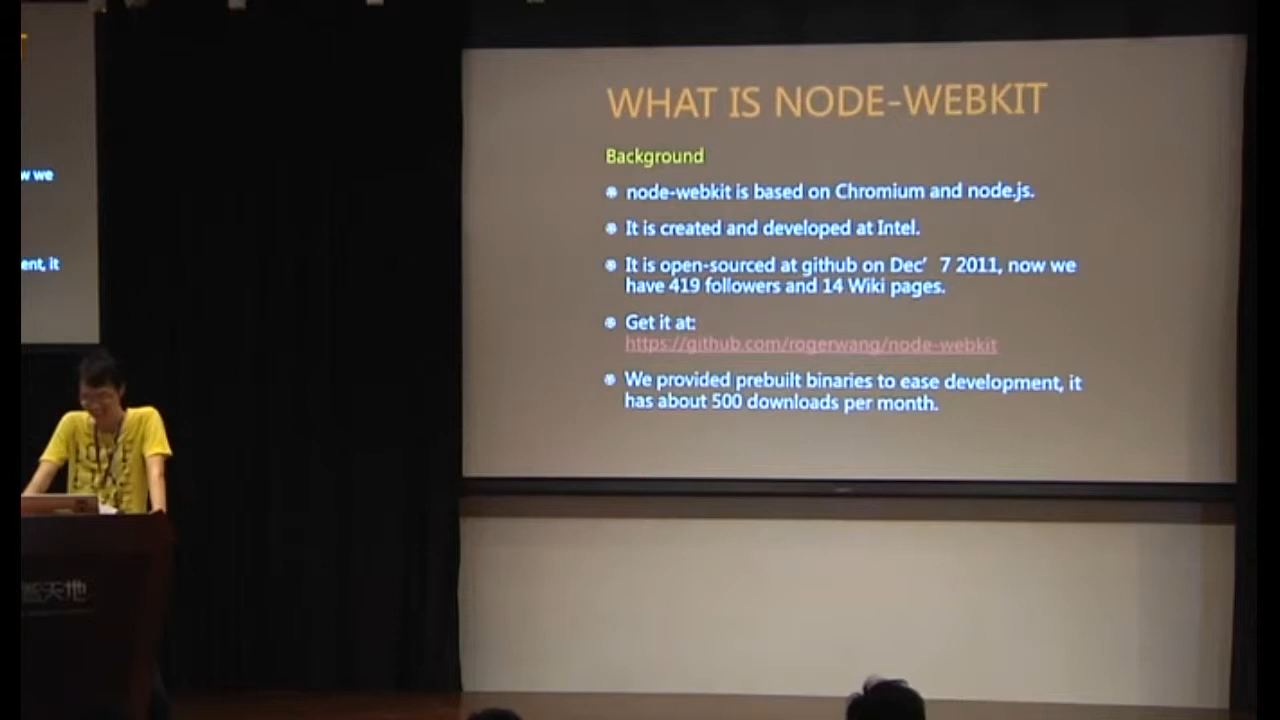 WHAT IS NODE-WEBKIT
Background
node-webkit is based on Chromium and node.js.
It is created and developed at Intel.
It is open-sourced at github on Dec’ 7 2011, now we
have 419 followers and 14 Wiki pages.
Get it at:
https://github.com/rogerwang/node-webkit
We provided prebuilt binaries to ease development, it
has about 500 downloads per month.
we
ent, it
天地